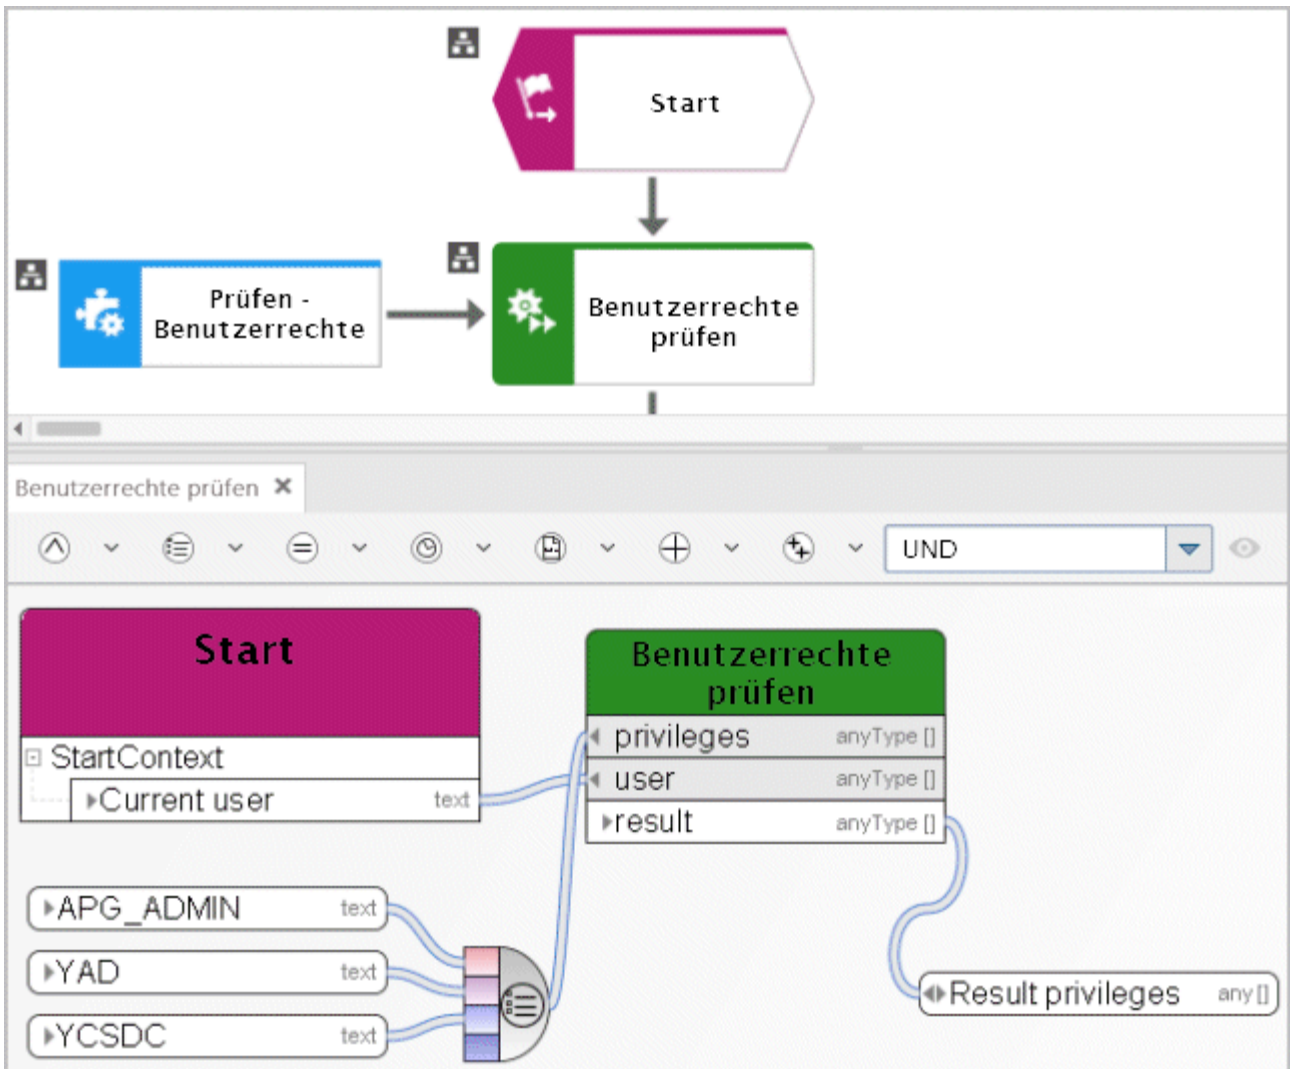 Start
Prüfen -
Benutzerrechte
Benutzerrechte
prüfen
Benutzerrechte prüfen
UND
Start
StartContext
Current user text
Benutzerrechte
prüfen
privileges anyType []
user anyType []
result anyType []
APG_ADMIN text
YAD text
YCSDC text
Result privileges any []